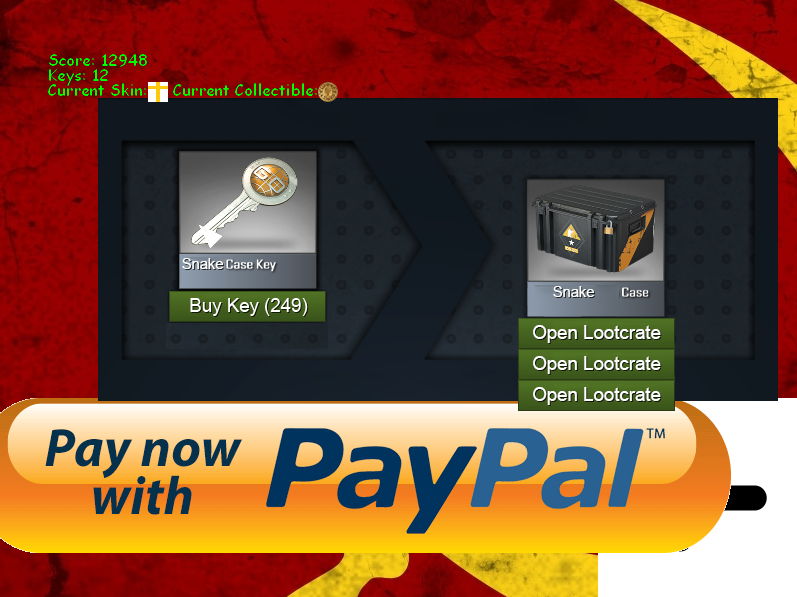 Score: 12948
Keys: 12
Current Skin: Current Collectible:
Snake Case Key
Buy Key (249)
Snake Case
Open Lootcrate
Open Lootcrate
Open Lootcrate
Pay now
with
PayPal™